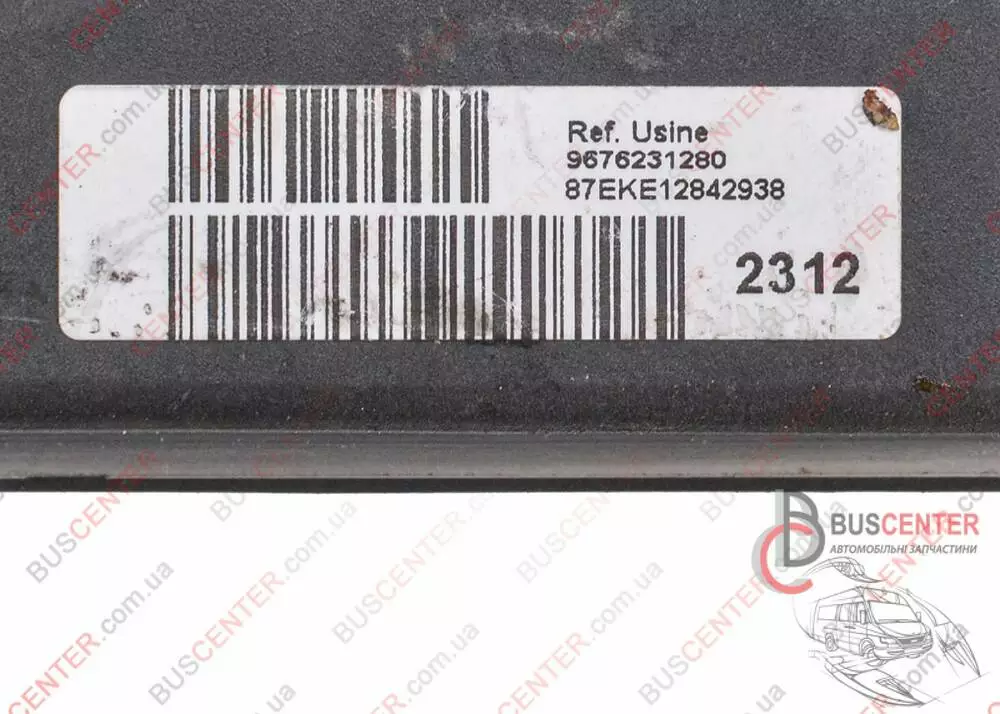 Ref. Usine
9676231280
87EKE12842938
2312
BUSCENTER
АВТОМОБІЛЬНІ ЗАПЧАСТИНИ
BUSCENTER.com.ua